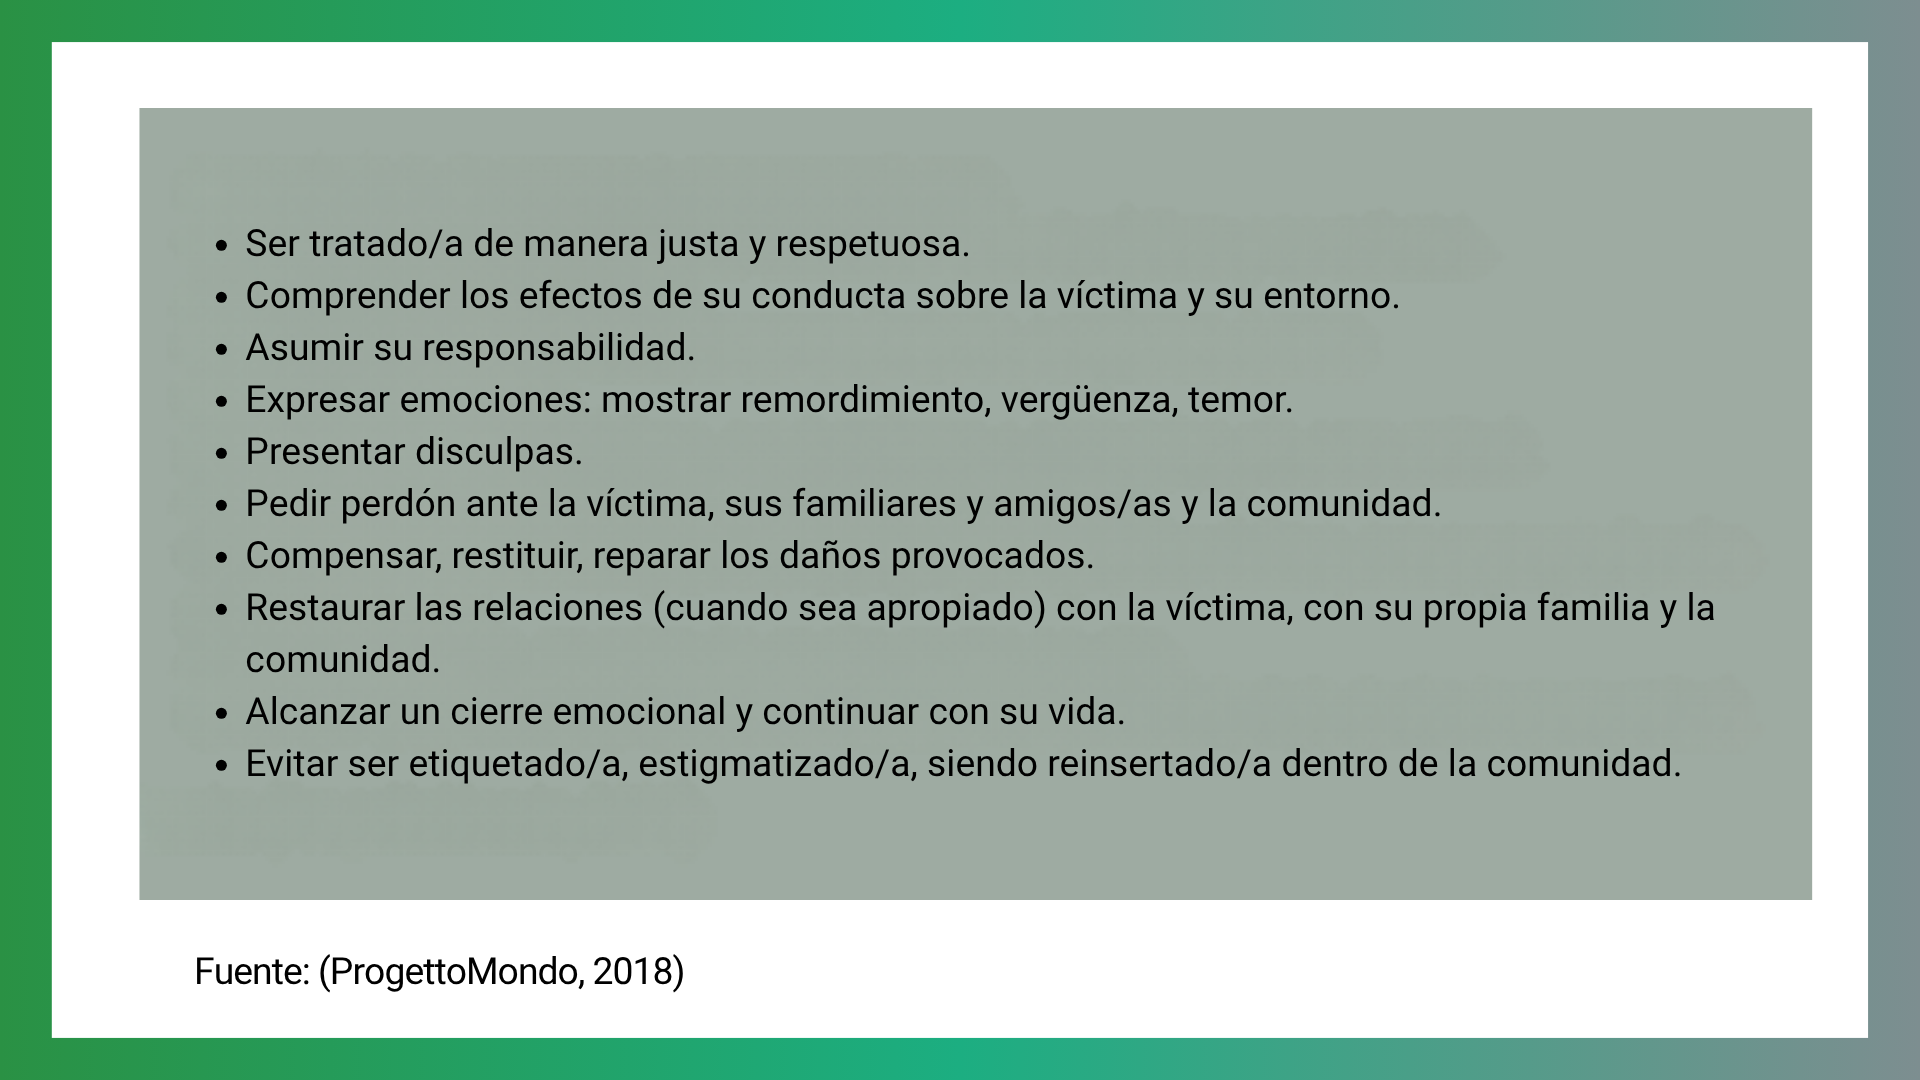 • Ser tratado/a de manera justa y respetuosa.
• Comprender los efectos de su conducta sobre la víctima y su entorno.
• Asumir su responsabilidad.
• Expresar emociones: mostrar remordimiento, vergüenza, temor.
• Presentar disculpas.
• Pedir perdón ante la víctima, sus familiares y amigos/as y la comunidad.
• Compensar, restituir, reparar los daños provocados.
• Restaurar las relaciones (cuando sea apropiado) con la víctima, con su propia familia y la
comunidad.
• Alcanzar un cierre emocional y continuar con su vida.
• Evitar ser etiquetado/a, estigmatizado/a, siendo reinsertado/a dentro de la comunidad.
Fuente: (ProgettoMondo, 2018)